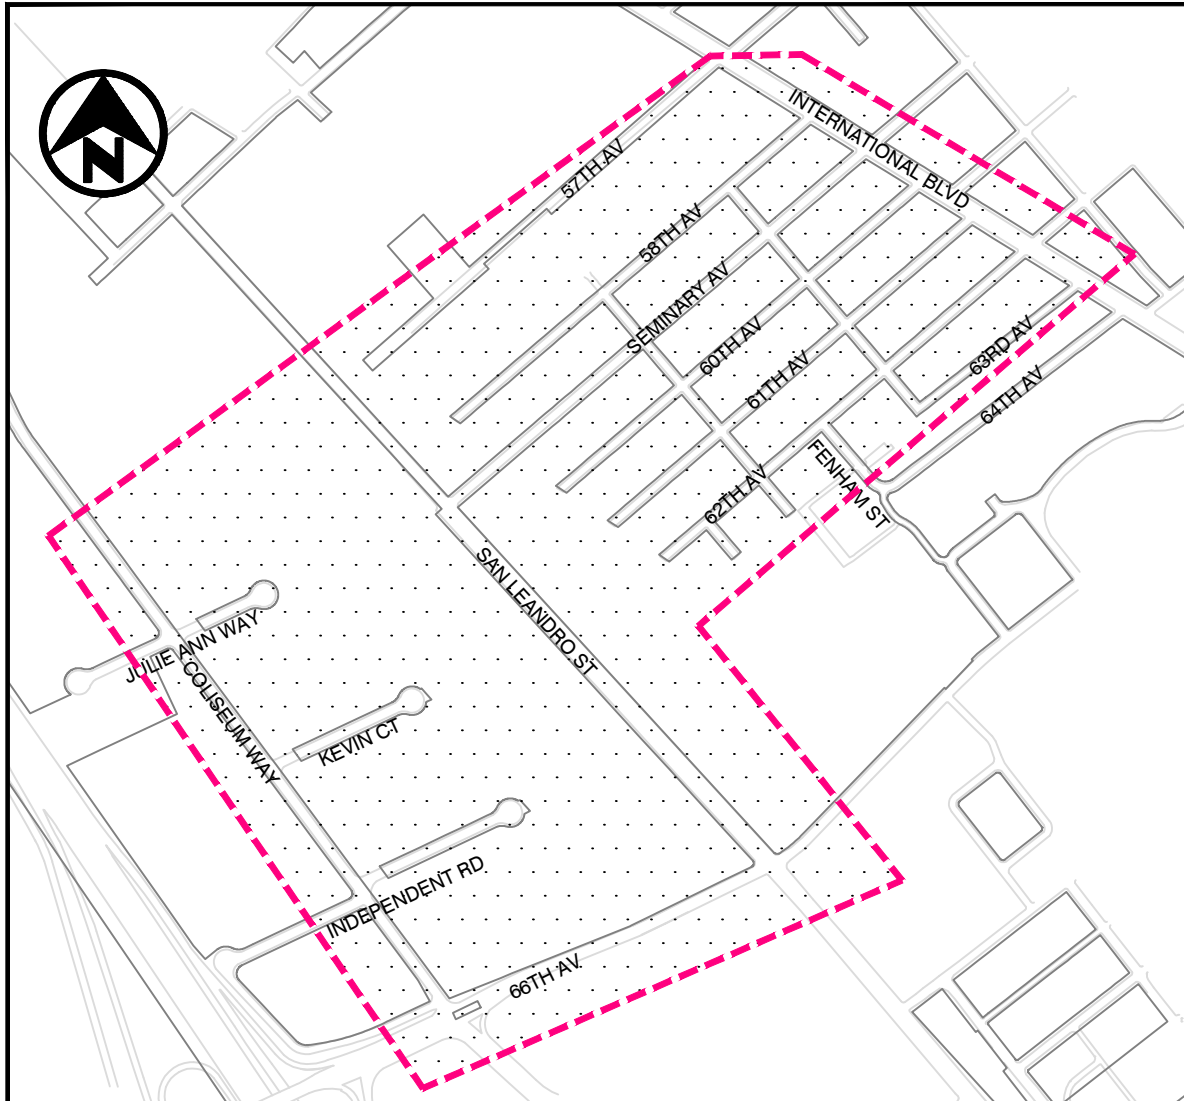 N
INTERNATIONAL BLVD
57TH AV
58TH AV
SEMINARY AV
60TH AV
61TH AV
63RD AV
64TH AV
62TH AV
FENHAM ST
SAN LEANDRO ST
JULIE ANN WAY
COLISEUM WAY
KEVIN CT
INDEPENDENT RD
66TH AV